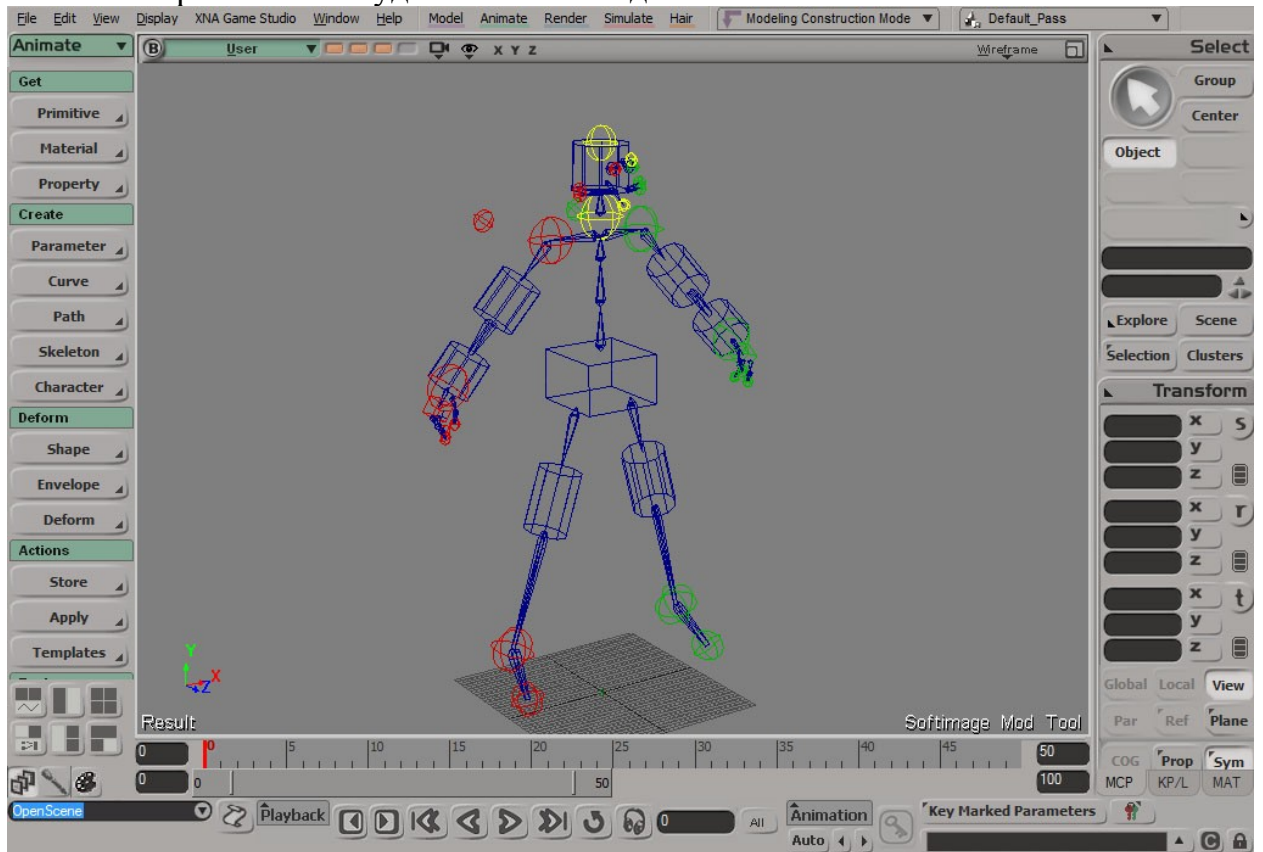 File Edit View Display XNA Game Studio Window Help Model Animate Render Simulate Hair Modeling Construction Mode Default_Pass
Animate
B User X Y Z Wireframe
Select
Get
Primitive
Material
Property
Create
Parameter
Curve
Path
Skeleton
Character
Deform
Shape
Envelope
Deform
Actions
Store
Apply
Templates
Group
Center
Object
Explore Scene
Selection Clusters
Transform
x s
y
z
x r
y
z
x t
y
z
Global Local View
Par Ref Plane
COG Prop Sym
MCP KP/L MAT
Y
X
Z
Result Softimage Mod Tool
0 0 5 10 15 20 25 30 35 40 45 50
0 0 50 100
OpenScene Playback 0 All Animation Key Marked Parameters
Auto C